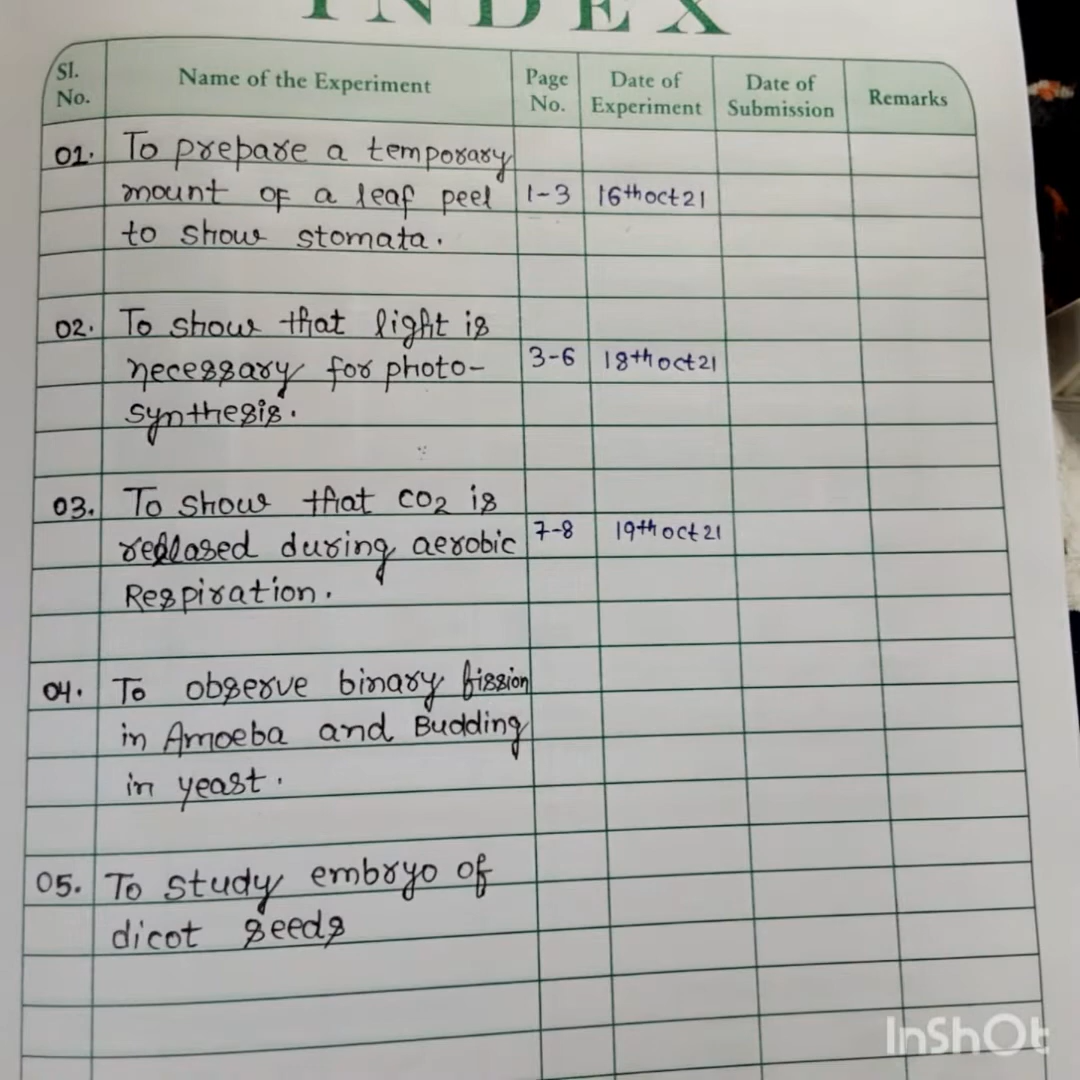 INDEX
Sl. No. Name of the Experiment Page No. Date of Experiment Date of Submission Remarks
01. To prepare a temporary
mount of a leaf peel 1-3 16th oct 21
to show stomata.
02. To show that light is
necessary for photo- 3-6 18th oct 21
synthesis.
03. To show that CO2 is
relased during aerobic 7-8 19th oct 21
Respiration.
04. To observe binary fission
in Amoeba and Budding
in yeast.
05. To study embryo of
dicot seeds
InShOt